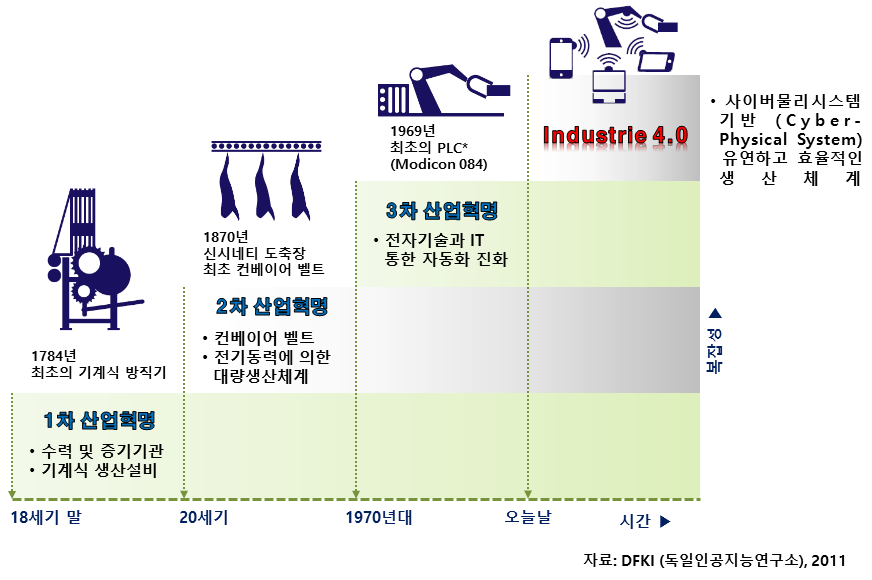 Industrie 4.0
• 사이버물리시스템
기반 (Cyber-
Physical System)
유연하고 효율적인
생산체계
1969년
최초의 PLC*
(Modicon 084)
3차 산업혁명
• 전자기술과 IT
통한 자동화 진화
1870년
신시네티 도축장
최초 컨베이어 벨트
2차 산업혁명
• 컨베이어 벨트
• 전기동력에 의한
대량생산체계
1784년
최초의 기계식 방직기
1차 산업혁명
• 수력 및 증기기관
• 기계식 생산설비
복잡성 ▶
18세기 말
20세기
1970년대
오늘날
시간 ▶
자료: DFKI (독일인공지능연구소), 2011